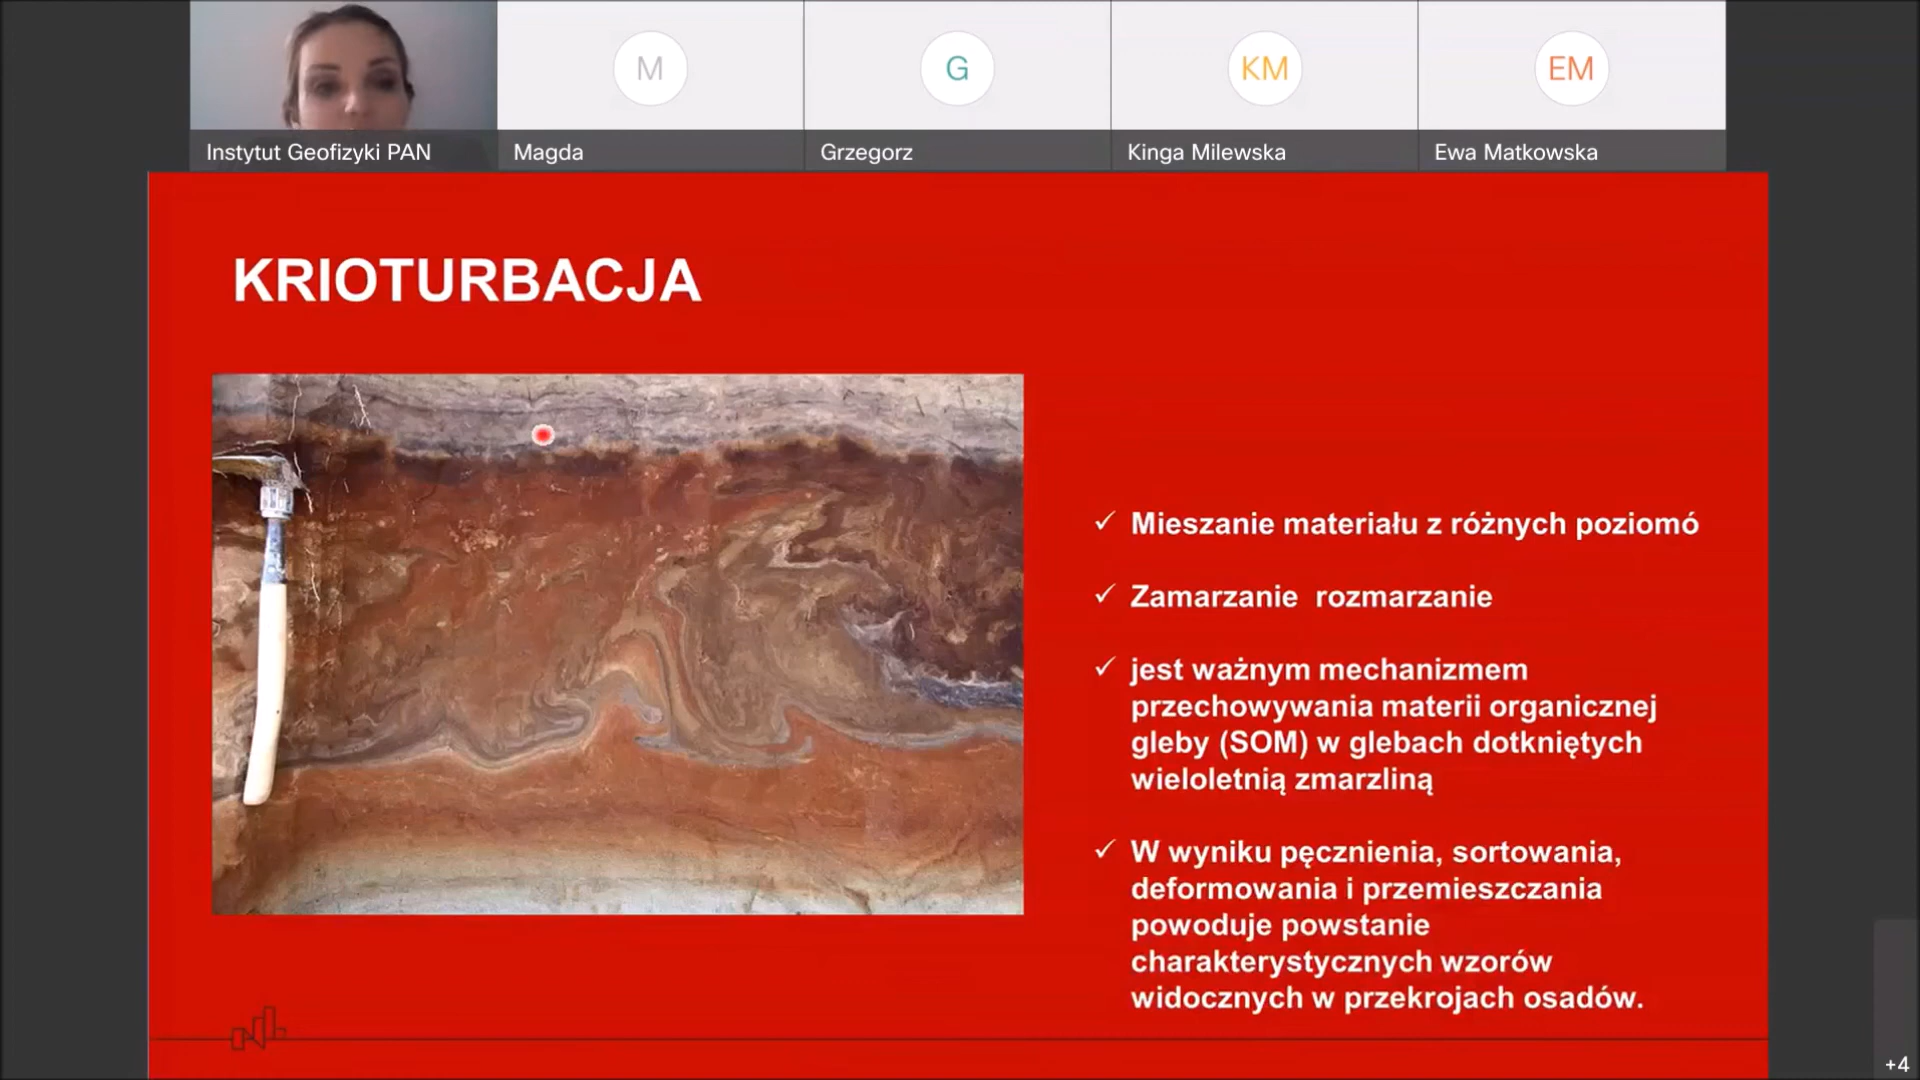 M
G
KM
EM
Instytut Geofizyki PAN
Magda
Grzegorz
Kinga Milewska
Ewa Matkowska
KRIOTURBACJA
✓ Mieszanie materiału z różnych poziomó
✓ Zamarzanie rozmarzanie
✓ jest ważnym mechanizmem
przechowywania materii organicznej
gleby (SOM) w glebach dotkniętych
wieloletnią zmarzliną
✓ W wyniku pęcznienia, sortowania,
deformowania i przemieszczania
powoduje powstanie
charakterystycznych wzorów
widocznych w przekrojach osadów.
+4